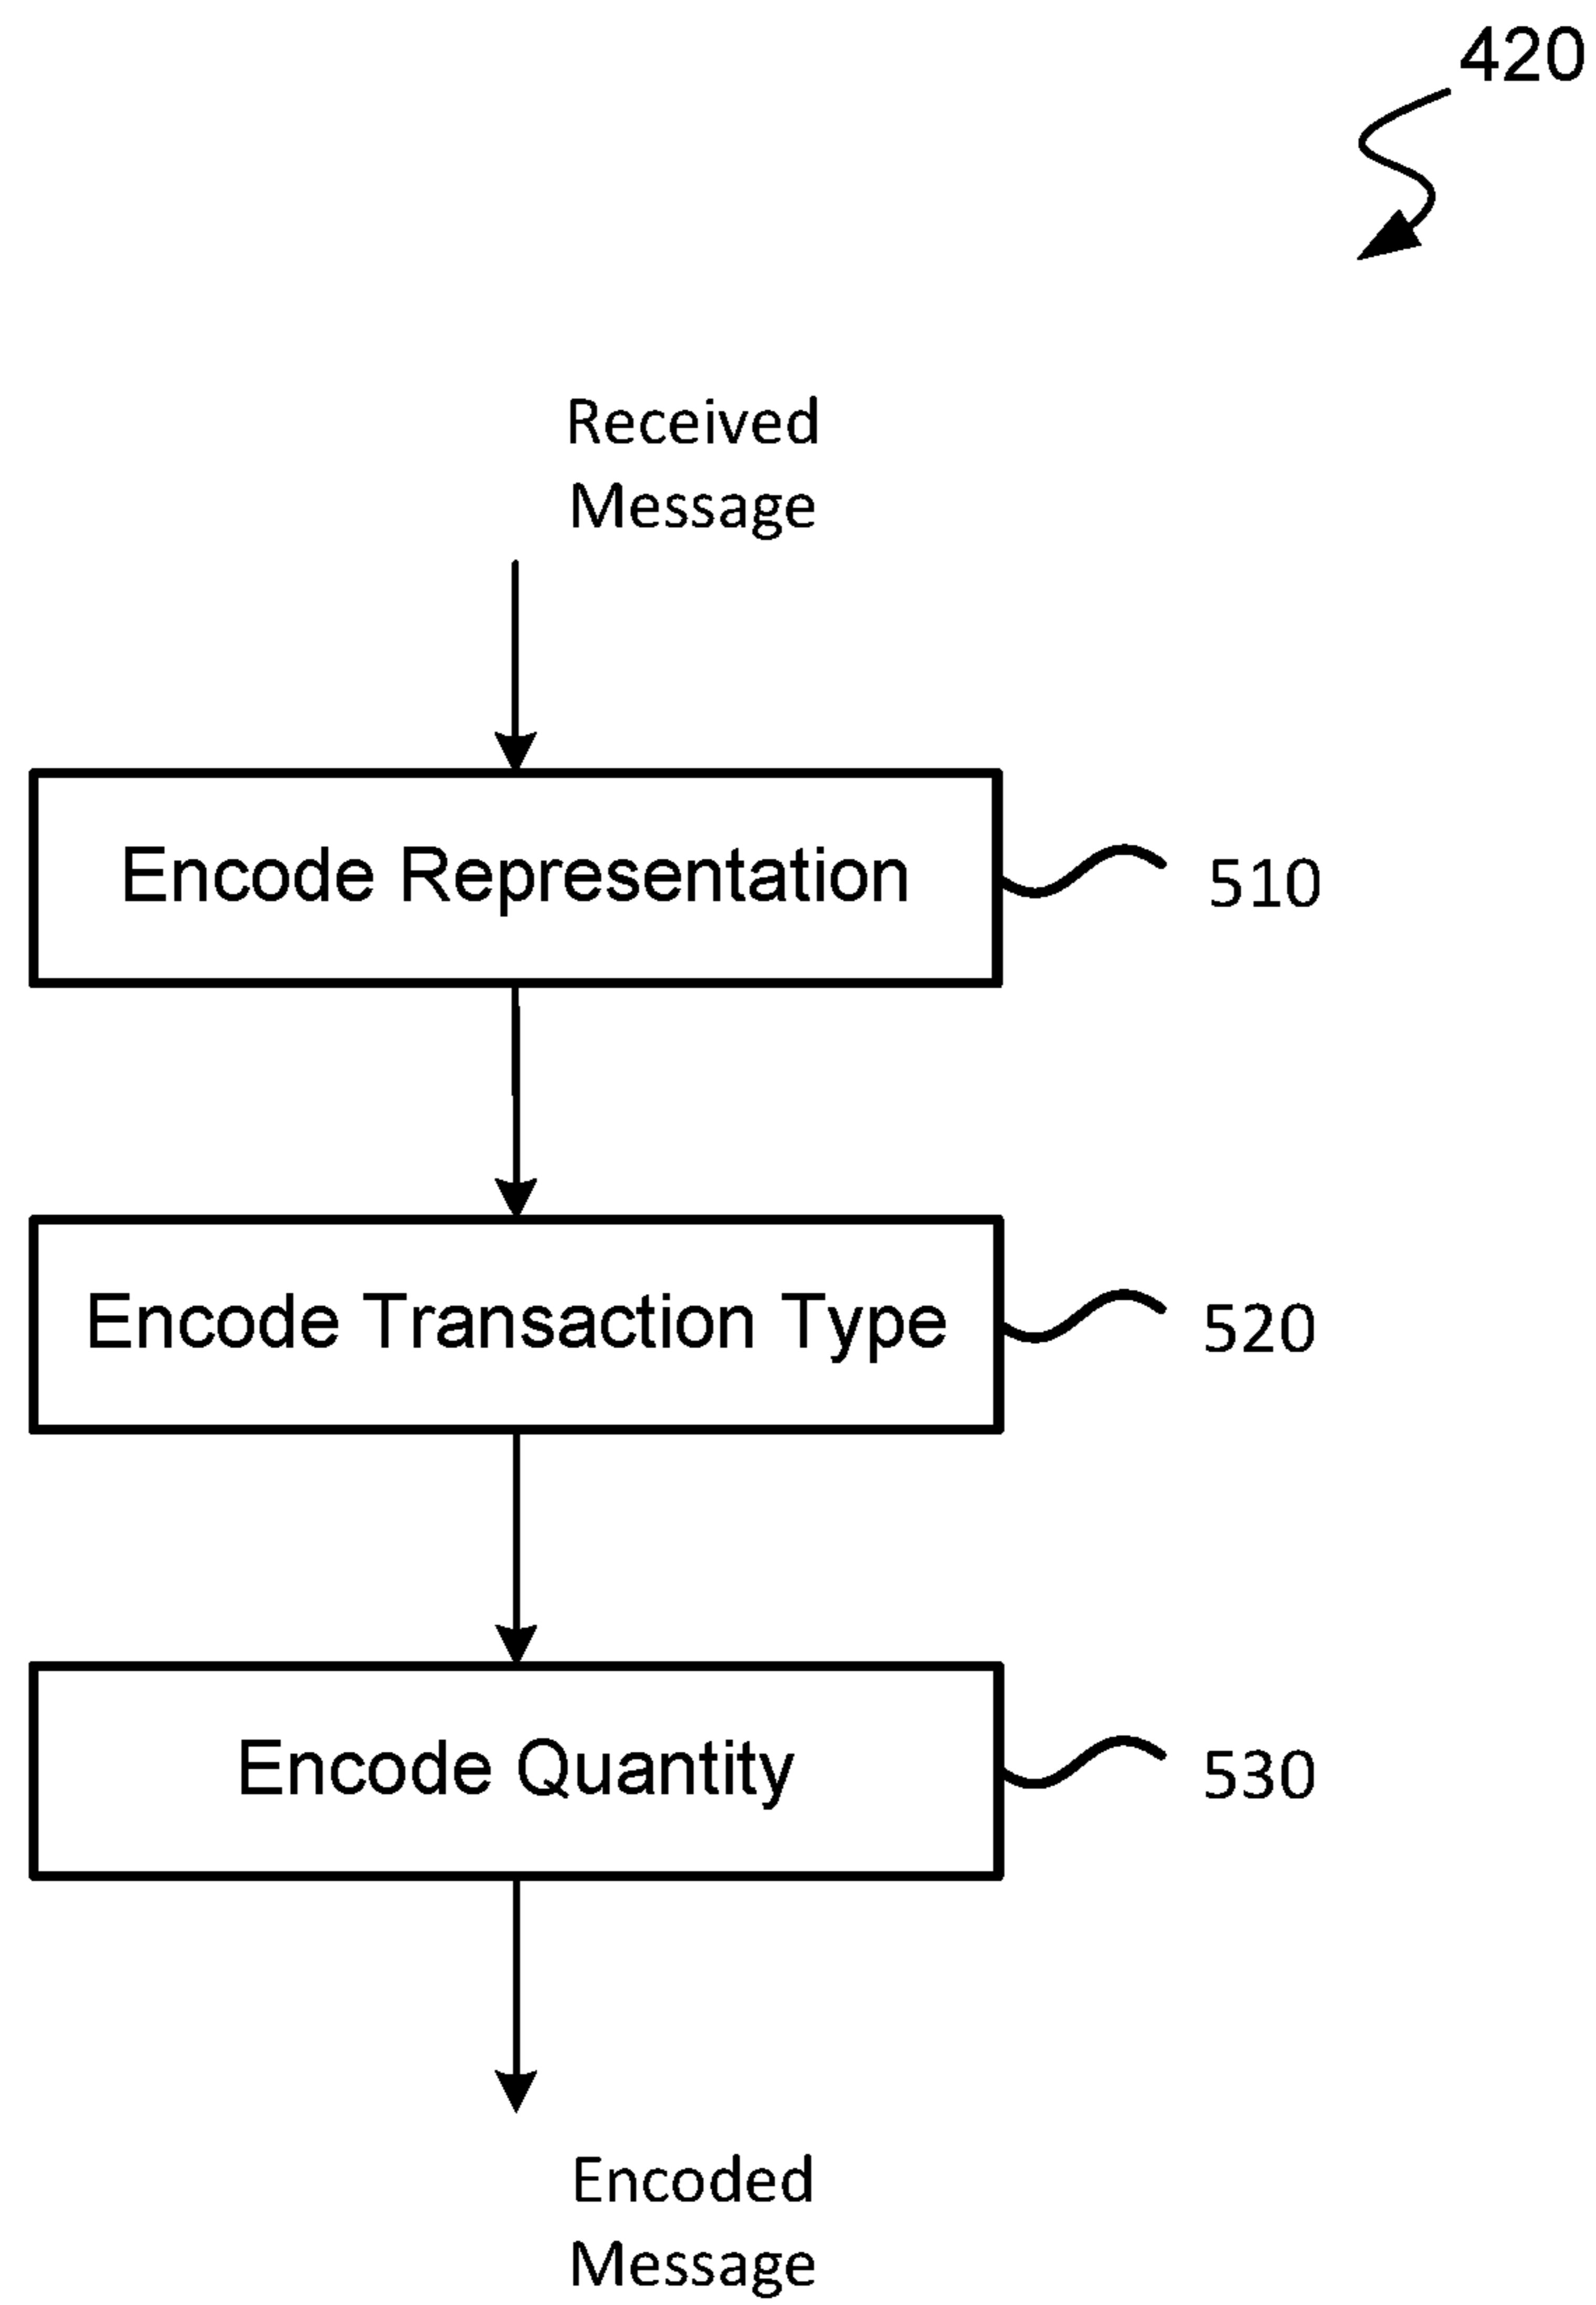 420
Received
Message
Encode Representation
510
Encode Transaction Type
520
Encode Quantity
530
Encoded
Message